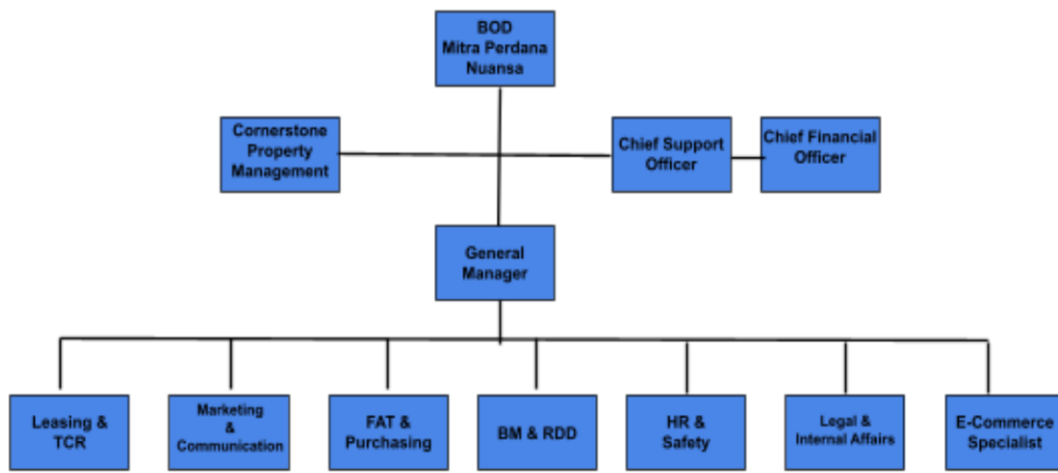 BOD
Mitra Perdana
Nuansa
Cornerstone
Property
Management
Chief Support
Officer
Chief Financial
Officer
General
Manager
Leasing &
TCR
Marketing
&
Communication
FAT &
Purchasing
BM & RDD
HR &
Safety
Legal &
Internal Affairs
E-Commerce
Specialist